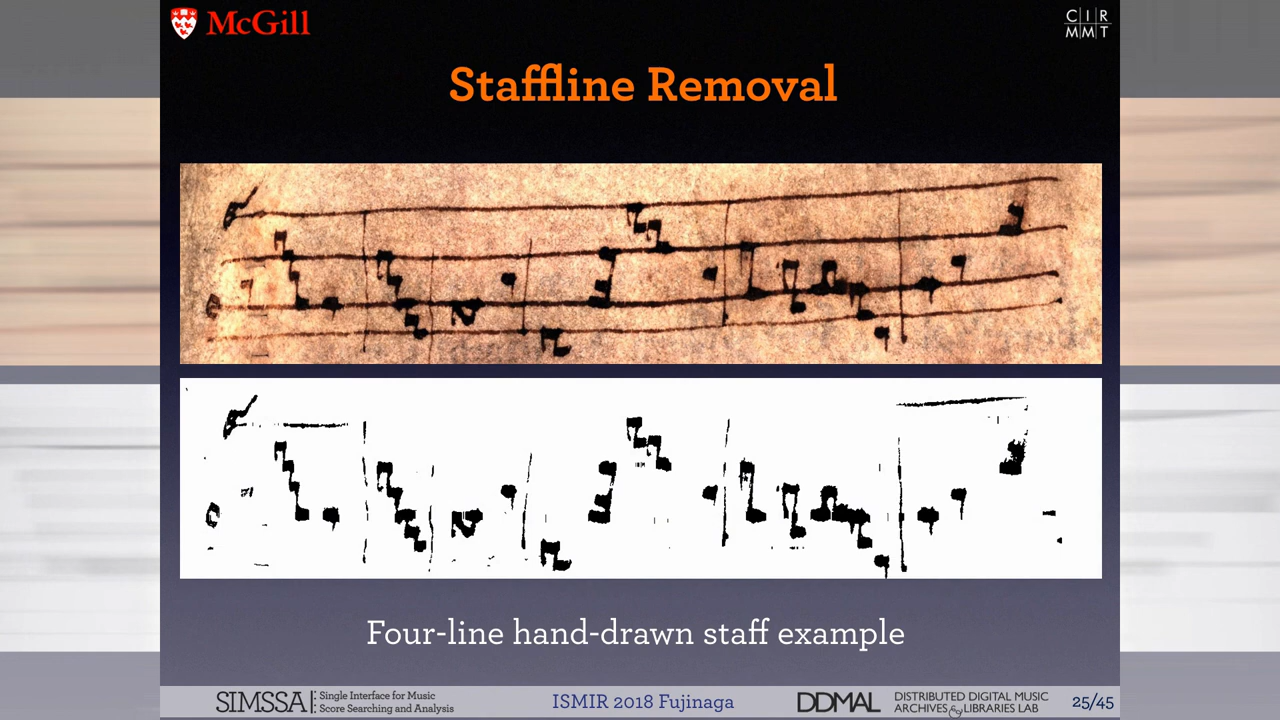 McGill
C I R
M M T
Staffline Removal
Four-line hand-drawn staff example
SIMSSA
Single Interface for Music
Score Searching and Analysis
ISMIR 2018 Fujinaga
DDMAL
DISTRIBUTED DIGITAL MUSIC
ARCHIVES & LIBRARIES LAB
25/45